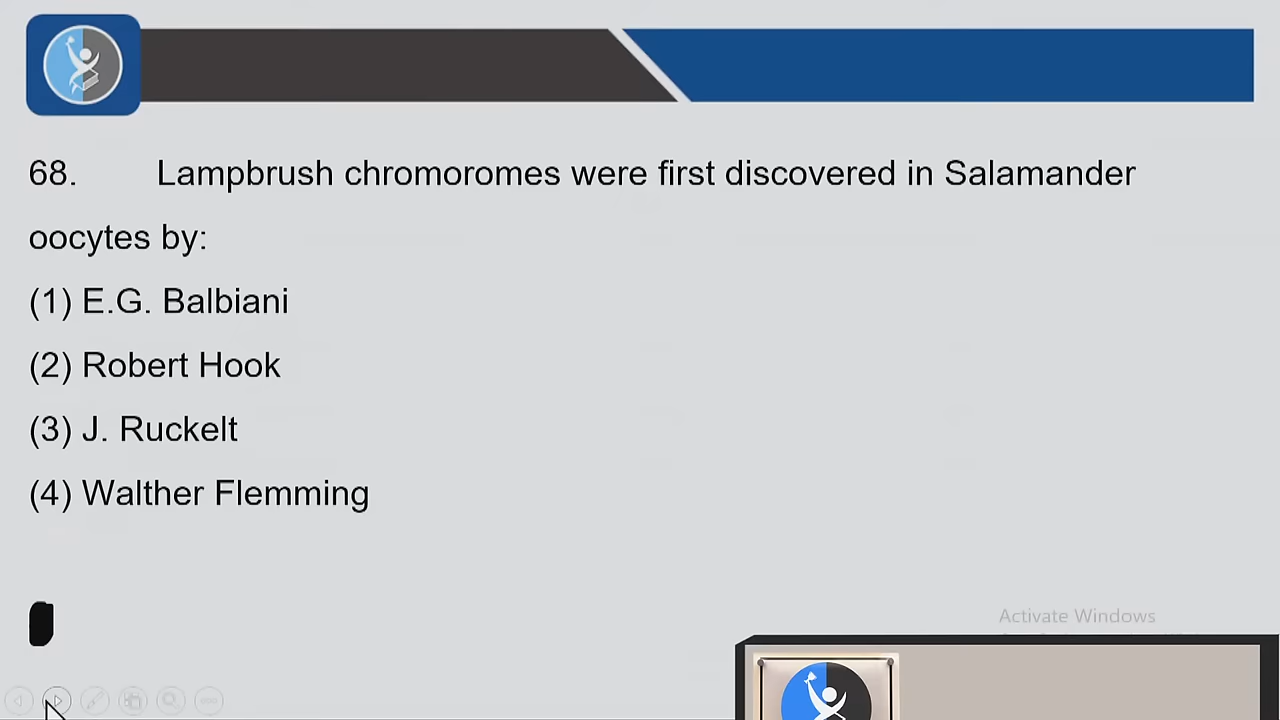 68. Lampbrush chromoromes were first discovered in Salamander
oocytes by:
(1) E.G. Balbiani
(2) Robert Hook
(3) J. Ruckelt
(4) Walther Flemming
Activate Windows